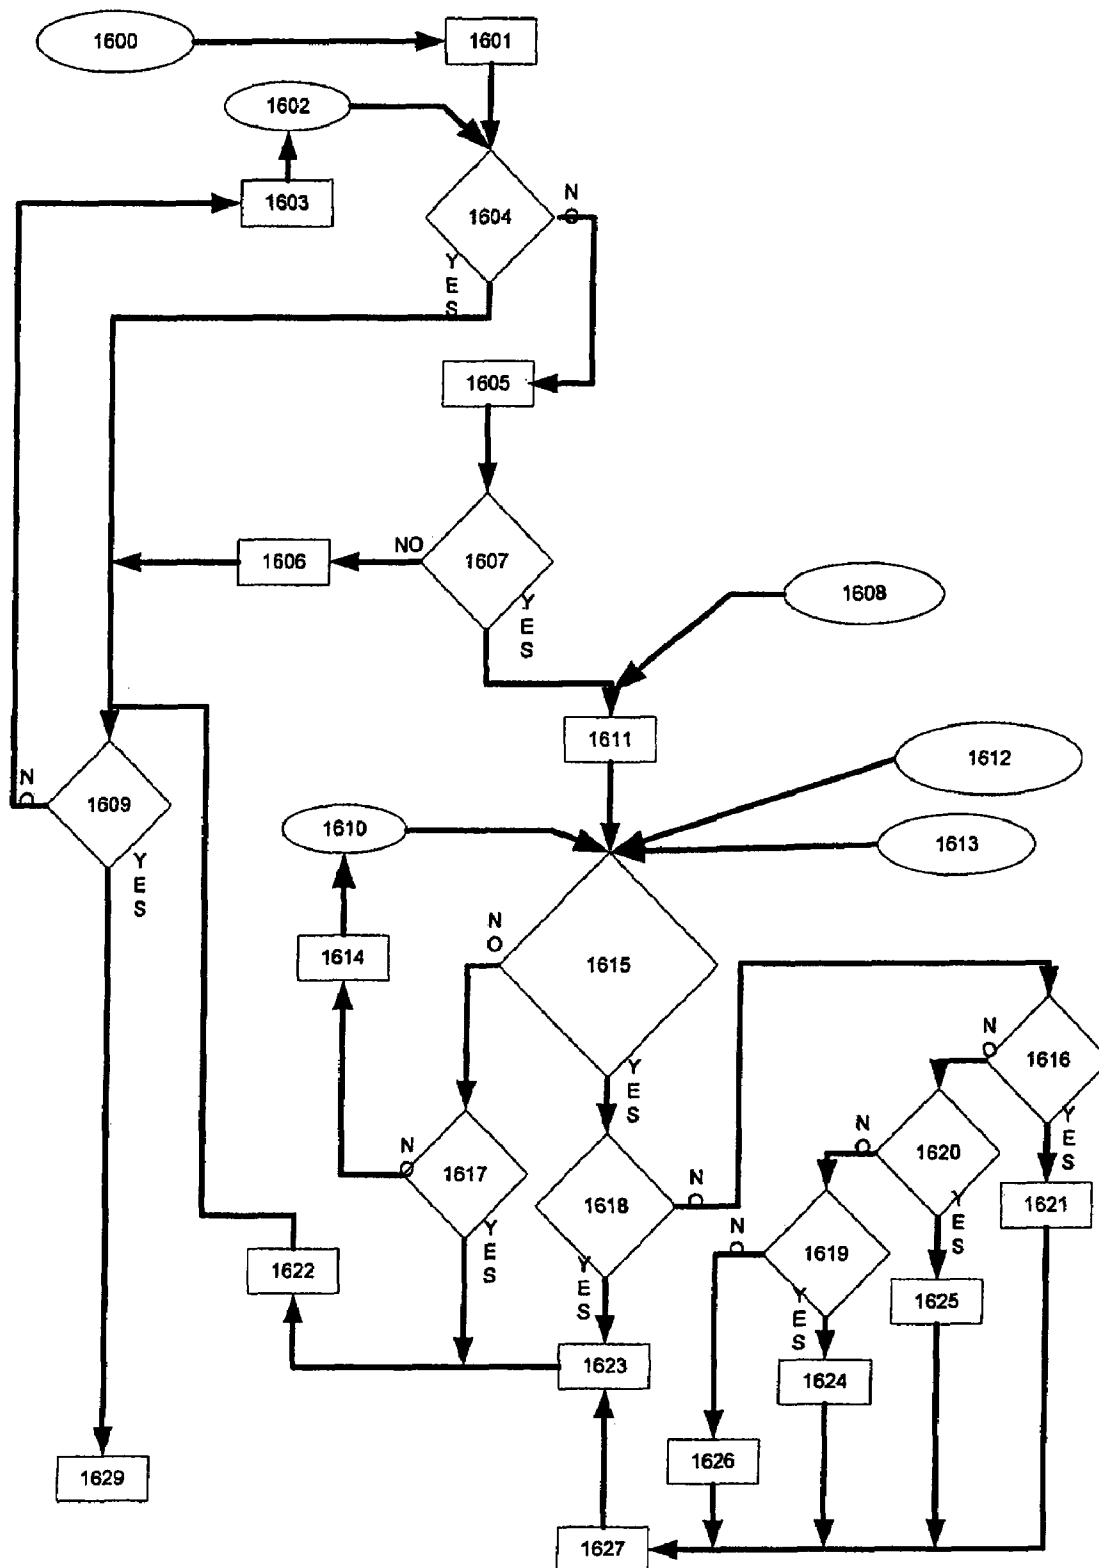 1600
1601
1602
1603
1604
NO
YES
1605
1606
NO
1607
YES
1608
1611
1612
1609
NO
YES
1610
1613
1614
NO
1615
YES
1616
NO
YES
1617
NO
YES
1618
NO
YES
1620
NO
YES
1619
NO
YES
1621
1622
1625
1623
1624
1626
1629
1627